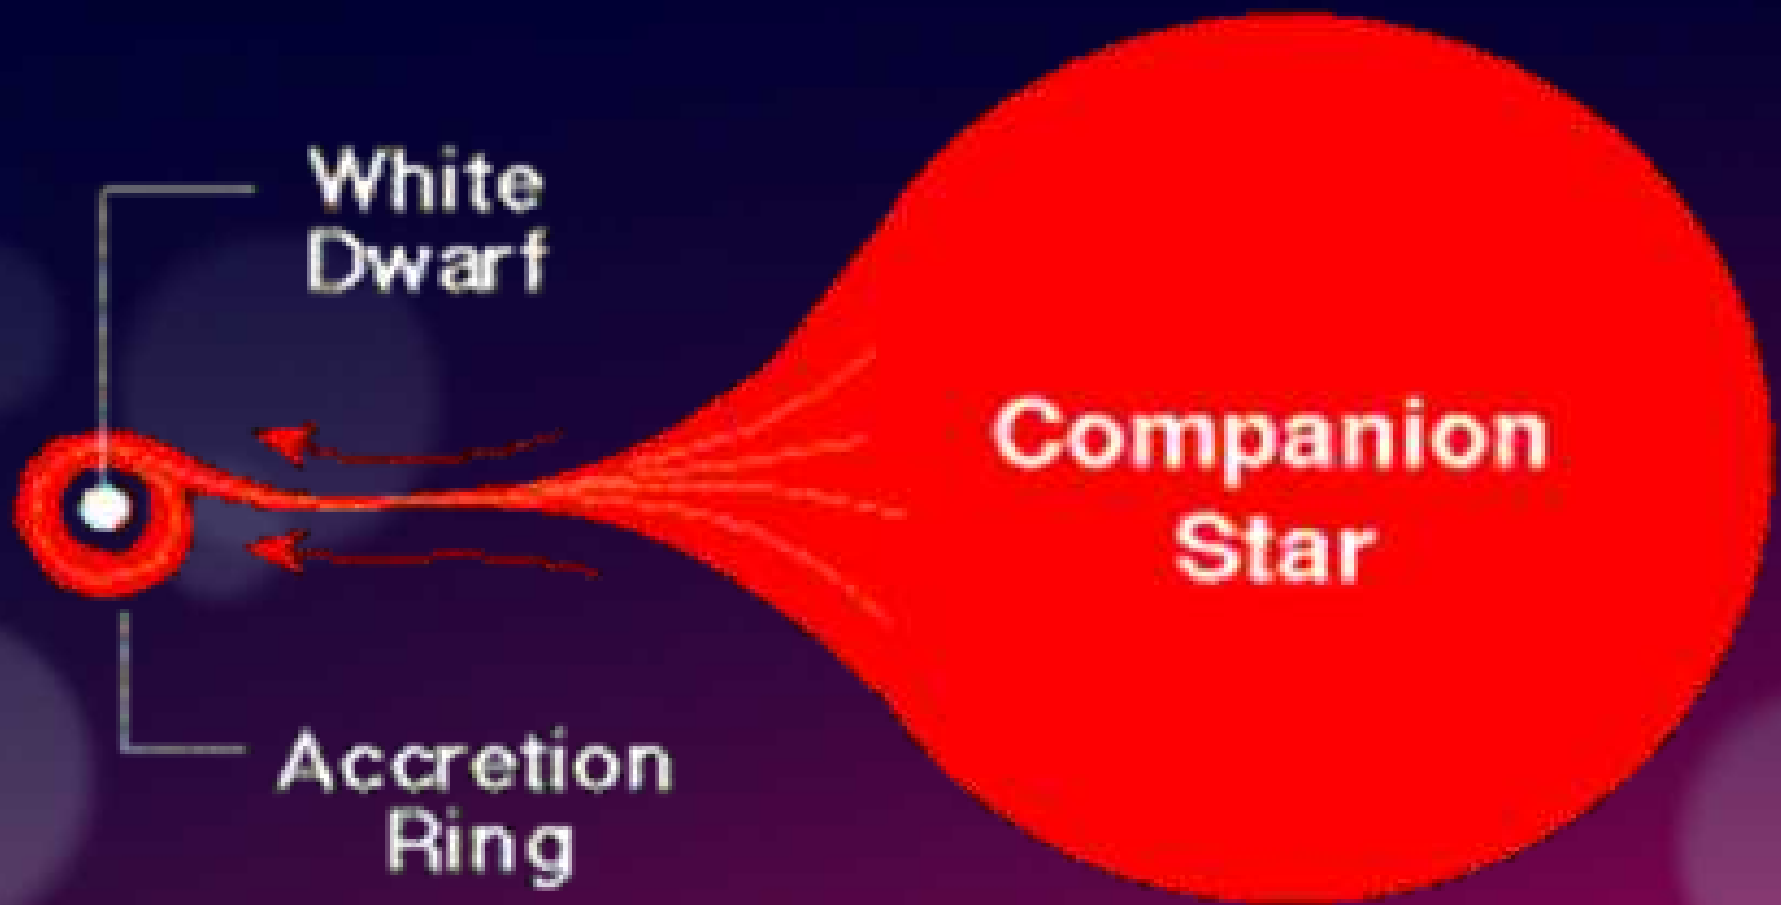 White
Dwarf
Companion
Star
Accretion
Ring